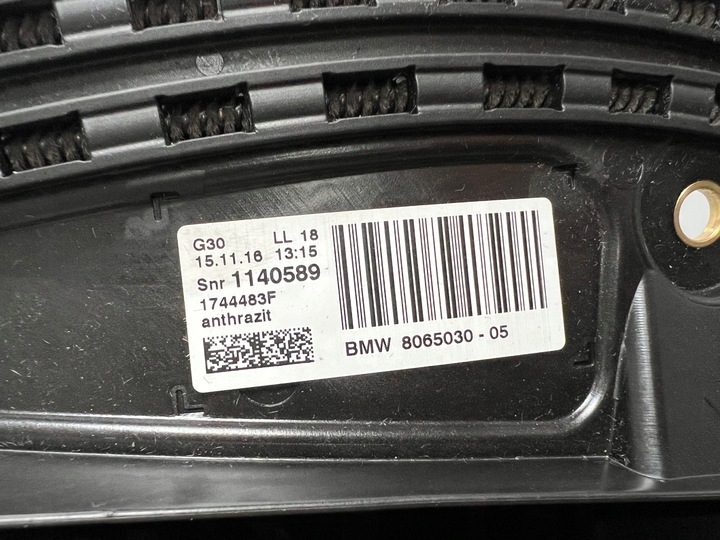 G30 LL 18
15.11.16 13:15
Snr 1140589
1744483F
anthrazit
BMW 8065030 - 05